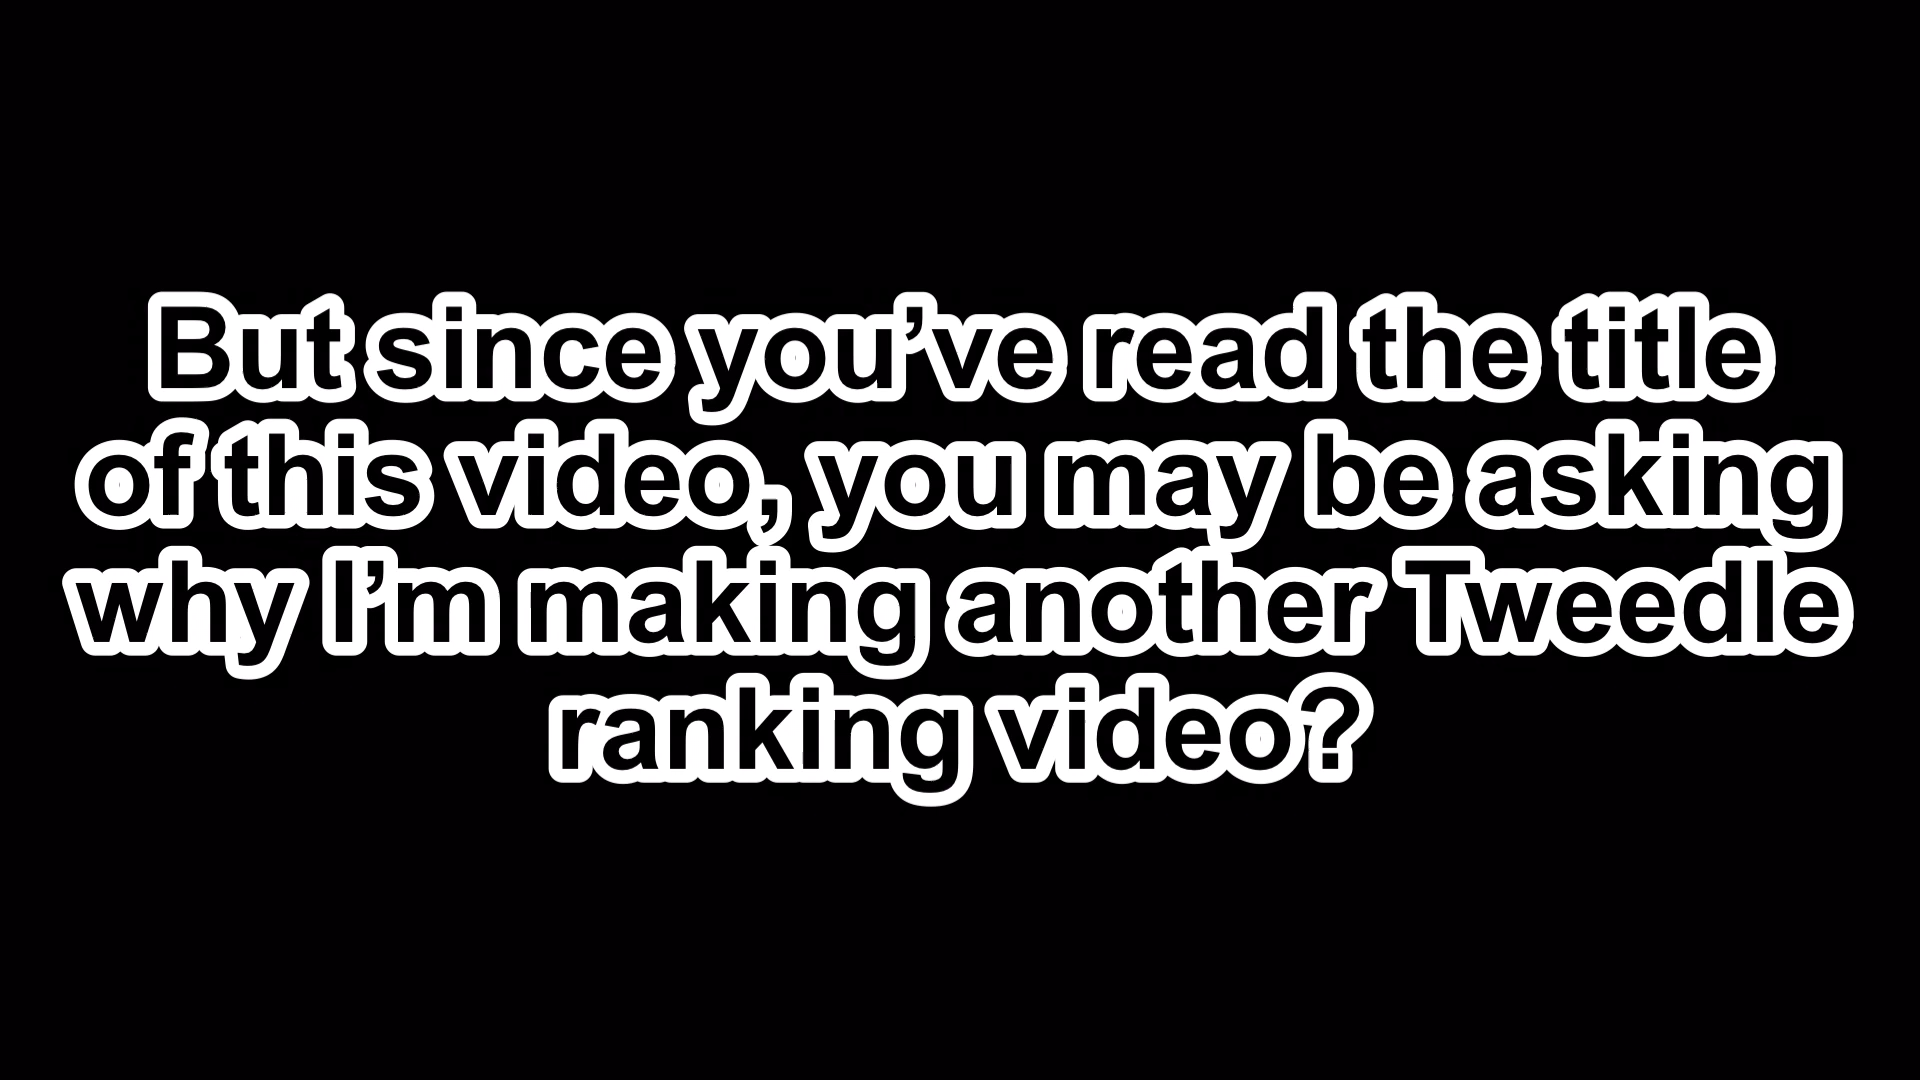 But since you’ve read the title
of this video, you may be asking
why I’m making another Tweedle
ranking video?